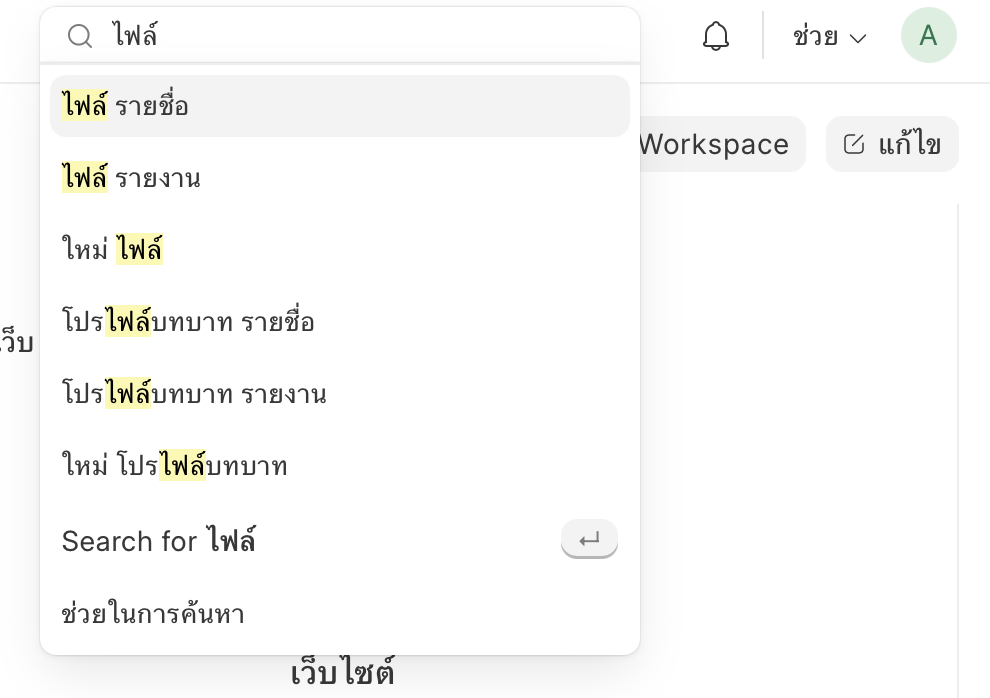 ไฟล์
ช่วย
A
ไฟล์ รายชื่อ
Workspace
แก้ไข
ไฟล์ รายงาน
ใหม่ ไฟล์
โปรไฟล์บทบาท รายชื่อ
โปรไฟล์บทบาท รายงาน
ใหม่ โปรไฟล์บทบาท
Search for ไฟล์
ช่วยในการค้นหา
เว็บไซต์